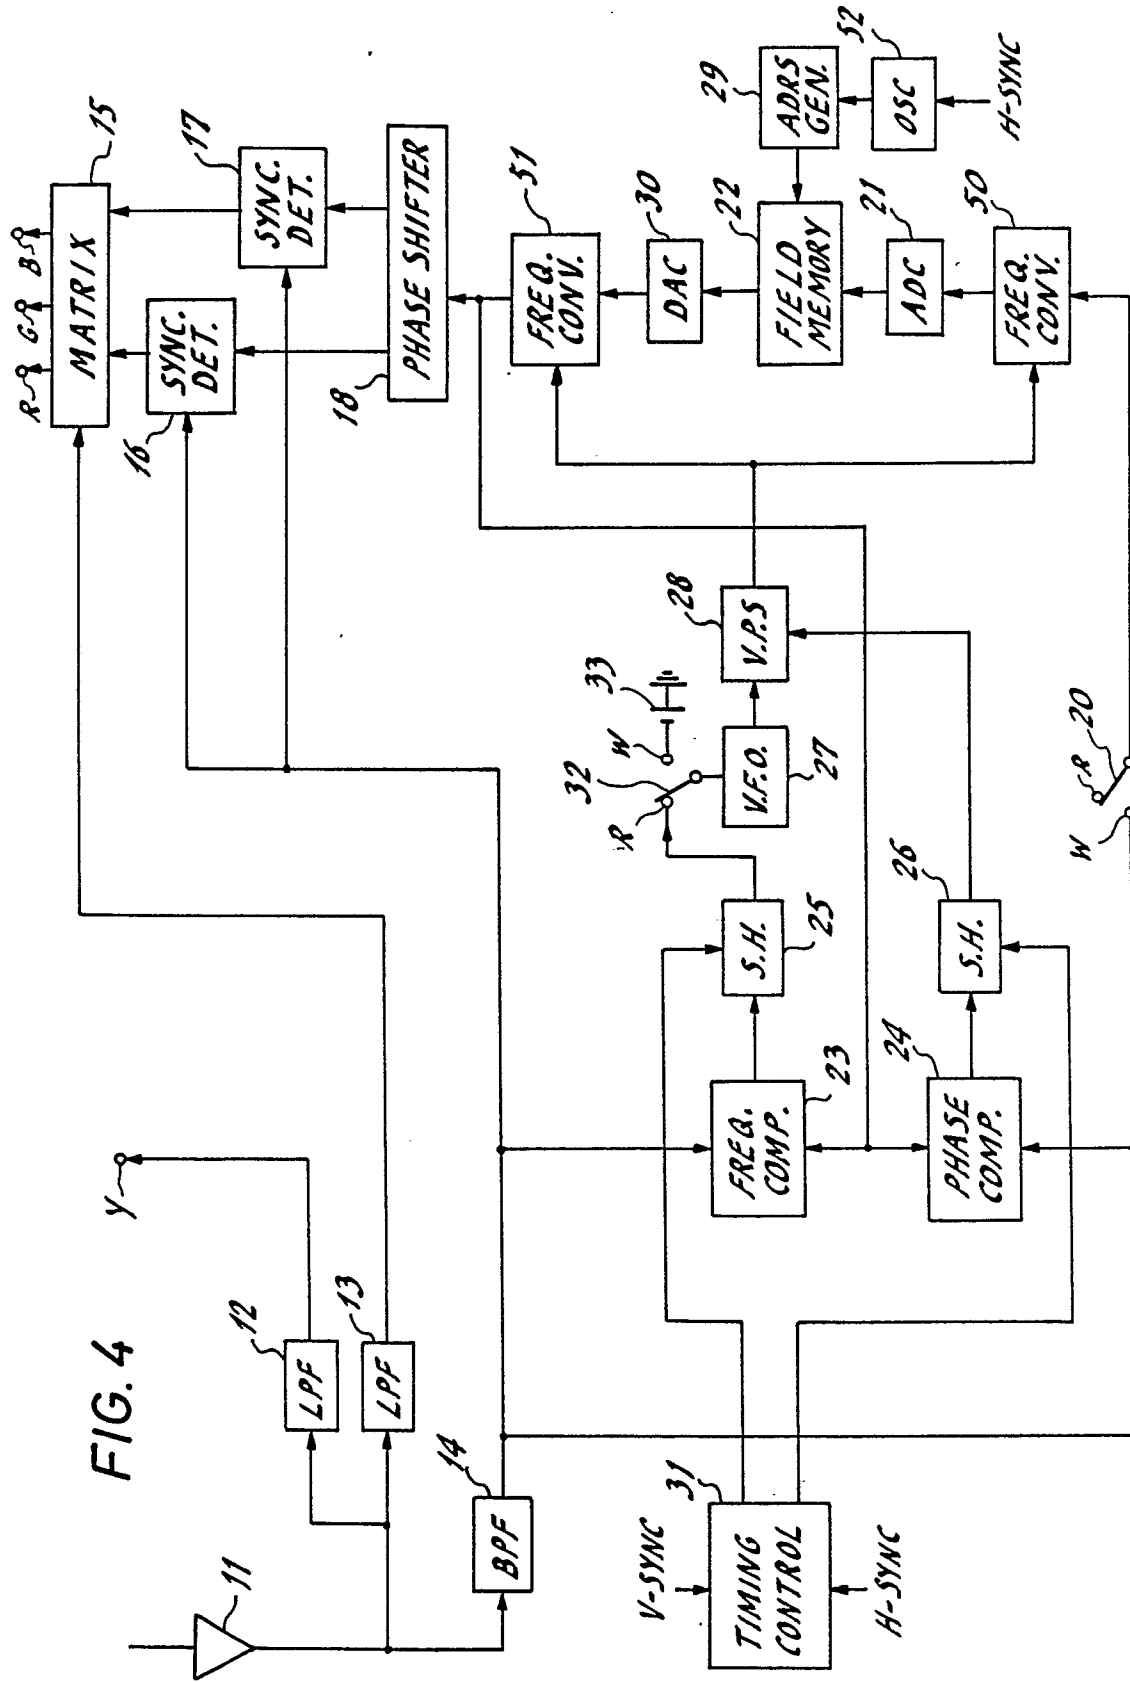 FIG. 4
11
12
LPF
13
LPF
14
BPF
Y
R
G
B
15
MATRIX
16
SYNC.
DET.
17
SYNC.
DET.
18
PHASE SHIFTER
V-SYNC
31
TIMING
CONTROL
H-SYNC
FREQ.
COMP.
23
24
PHASE
COMP.
S.H.
25
26
S.H.
R
32
W
33
V.F.O.
27
28
V.P.S
W
R
20
51
FREQ.
CONV.
30
DAC
22
FIELD
MEMORY
21
ADC
50
FREQ.
CONV.
29
ADRS
GEN.
52
OSC
H-SYNC